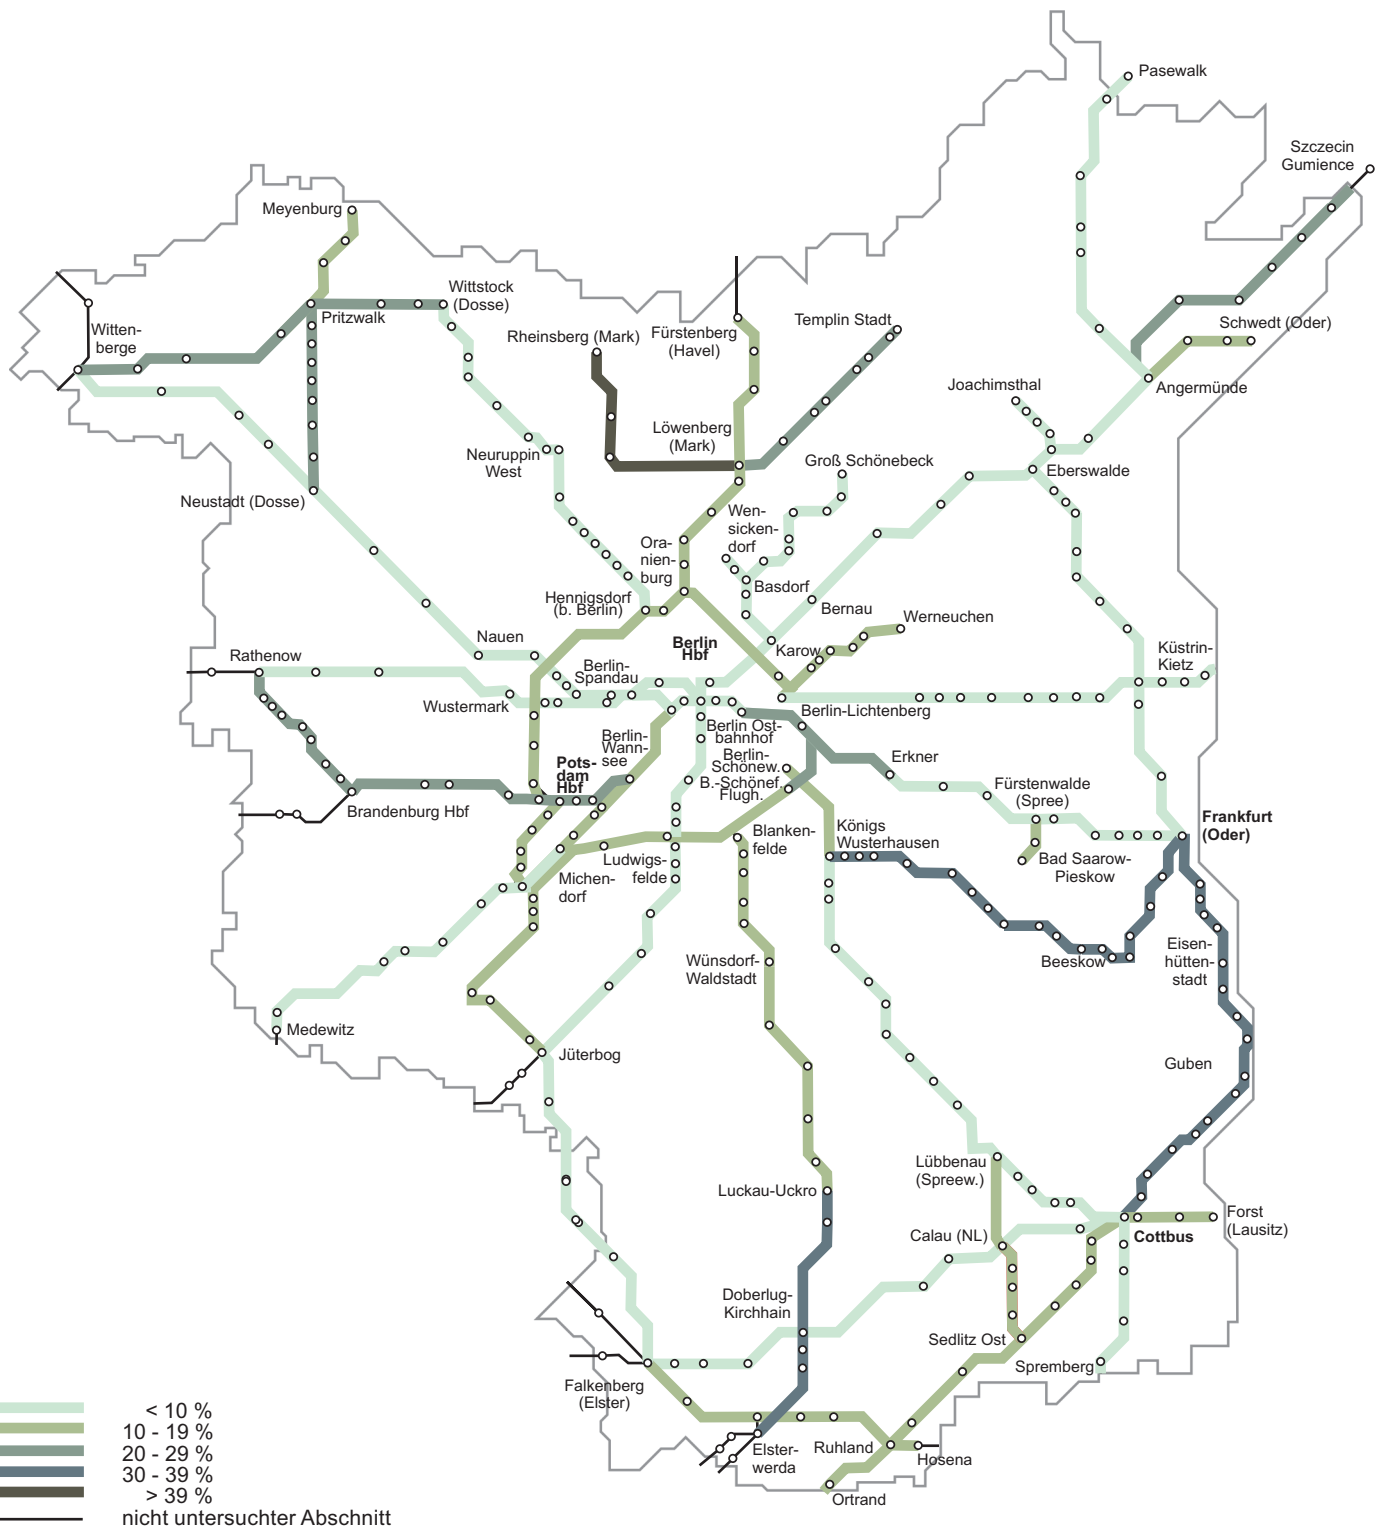 Pasewalk
Szczecin
Gumience
Meyenburg
Wittstock
(Dosse)
Pritzwalk
Witten-
berge
Rheinsberg (Mark)
Fürstenberg
(Havel)
Templin Stadt
Schwedt (Oder)
Angermünde
Joachimsthal
Löwenberg
(Mark)
Neuruppin
West
Groß Schönebeck
Eberswalde
Neustadt (Dosse)
Wen-
sicken-
dorf
Ora-
nien-
burg
Basdorf
Hennigsdorf
(b. Berlin)
Bernau
Werneuchen
Nauen
Berlin
Hbf
Karow
Küstrin-
Kietz
Rathenow
Berlin-
Spandau
Wustermark
Berlin-Lichtenberg
Berlin Ost-
bahnhof
Berlin-
Wann-
see
Berlin-
Schönew.
B.-Schönef.
Flugh.
Erkner
Pots-
dam
Hbf
Fürstenwalde
(Spree)
Brandenburg Hbf
Frankfurt
(Oder)
Blanken-
felde
Königs
Wusterhausen
Ludwigs-
felde
Bad Saarow-
Pieskow
Michen-
dorf
Wünsdorf-
Waldstadt
Beeskow
Eisen-
hütten-
stadt
Medewitz
Jüterbog
Guben
Lübbenau
(Spreew.)
Luckau-Uckro
Forst
(Lausitz)
Calau (NL)
Cottbus
Doberlug-
Kirchhain
Sedlitz Ost
Spremberg
Falkenberg
(Elster)
Elster-
werda
Ruhland
Hosena
Ortrand
< 10 %
10 - 19 %
20 - 29 %
30 - 39 %
> 39 %
nicht untersuchter Abschnitt